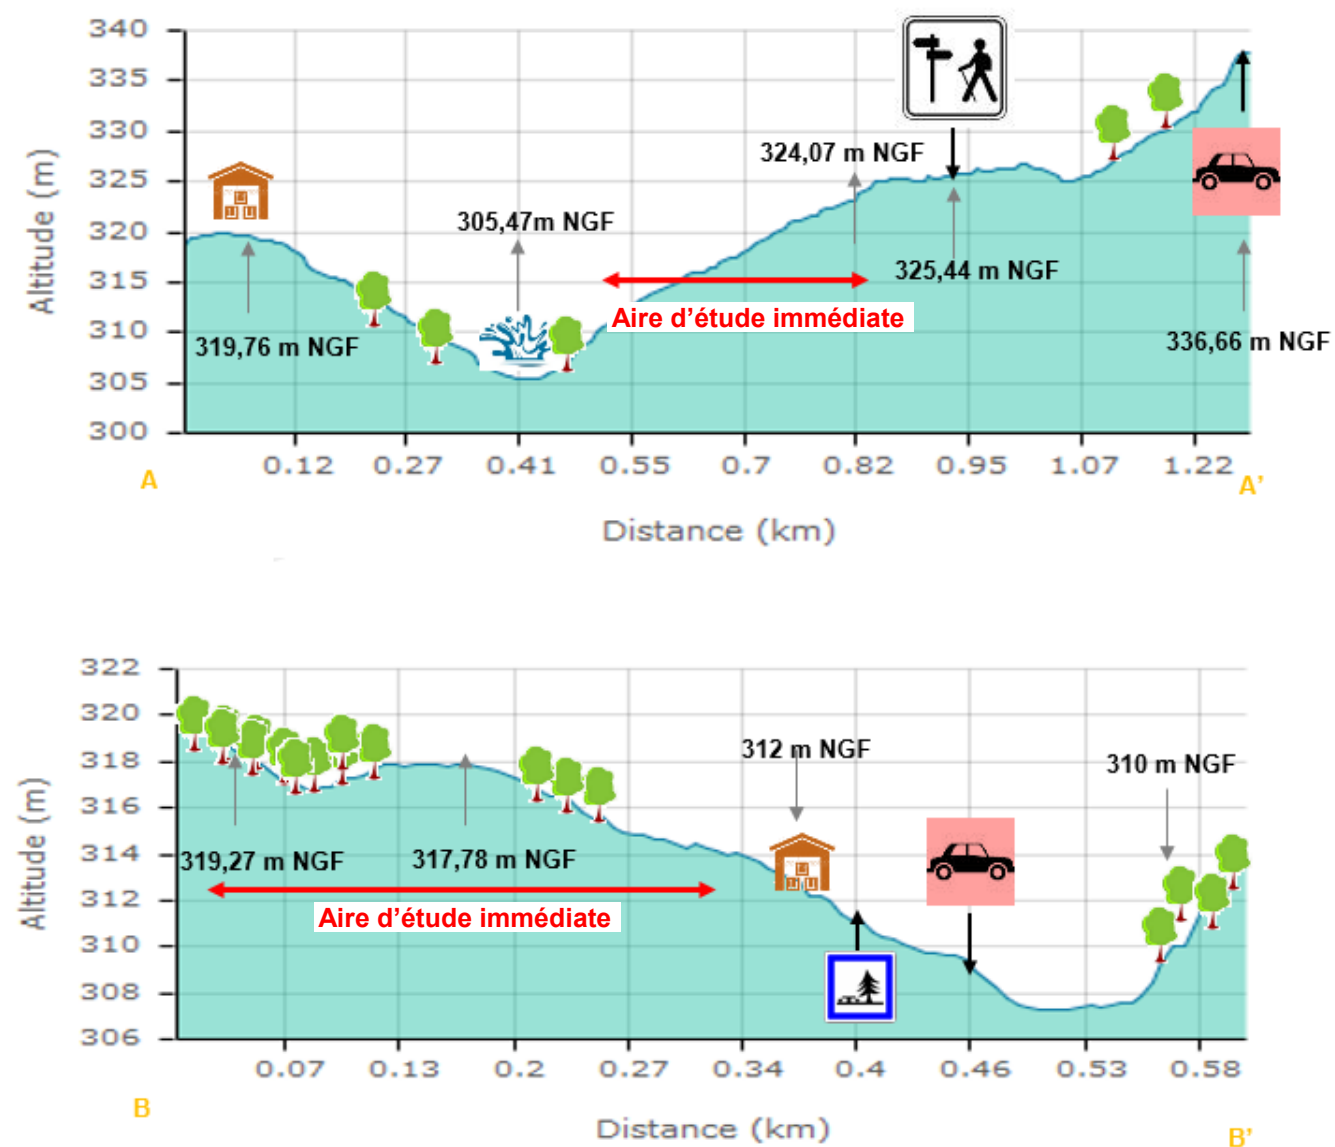 340
335
330
325
320
315
310
305
300
Altitude (m)
324,07 m NGF
305,47m NGF
325,44 m NGF
Aire d’étude immédiate
319,76 m NGF
336,66 m NGF
0.12 0.27 0.41 0.55 0.7 0.82 0.95 1.07 1.22
A
A’
Distance (km)
322
320
318
316
314
312
310
308
306
Altitude (m)
312 m NGF
310 m NGF
319,27 m NGF
317,78 m NGF
Aire d’étude immédiate
0.07 0.13 0.2 0.27 0.34 0.4 0.46 0.53 0.58
B
B’
Distance (km)